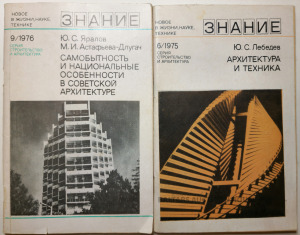 НОВОЕ
В ЖИЗНИ, НАУКЕ,
ТЕХНИКЕ
ЗНАНИЕ
9/1976
СЕРИЯ
СТРОИТЕЛЬСТВО
И АРХИТЕКТУРА
Ю. С. Яралов
М. И. Астафьева-Длугач
САМОБЫТНОСТЬ
И НАЦИОНАЛЬНЫЕ
ОСОБЕННОСТИ
В СОВЕТСКОЙ
АРХИТЕКТУРЕ
НОВОЕ
В ЖИЗНИ, НАУКЕ,
ТЕХНИКЕ
ЗНАНИЕ
6/1975
СЕРИЯ
СТРОИТЕЛЬСТВО
И АРХИТЕКТУРА
Ю. С. Лебедев
АРХИТЕКТУРА
И ТЕХНИКА